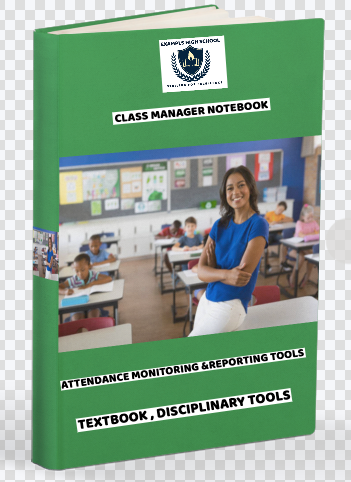 EXAMPLE HIGH SCHOOL
CLASS MANAGER NOTEBOOK
ATTENDANCE MONITORING &REPORTING TOOLS
TEXTBOOK , DISCIPLINARY TOOLS